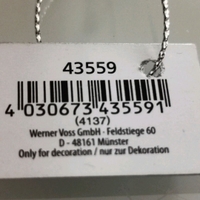 43559
4 030673 435591
(4137)
Werner Voss GmbH · Feldstiege 60
D - 48161 Münster
Only for decoration / nur zur Dekoration